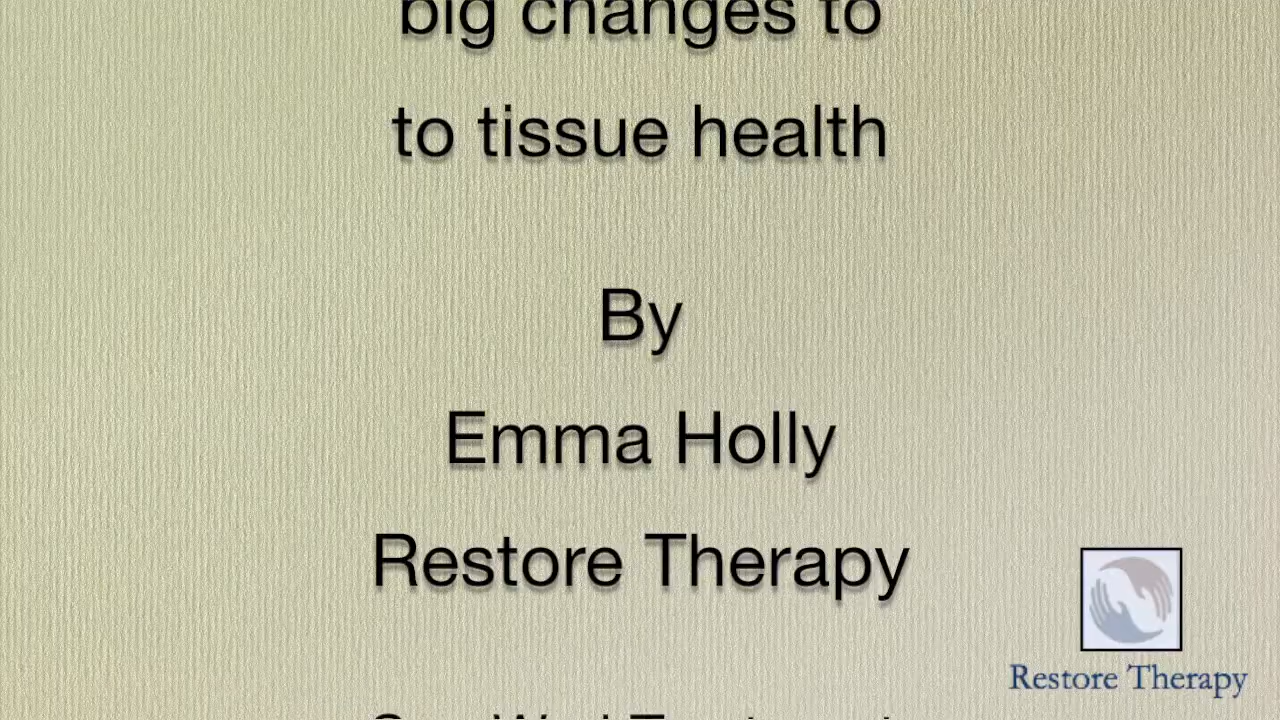 big changes to
to tissue health
By
Emma Holly
Restore Therapy
Restore Therapy